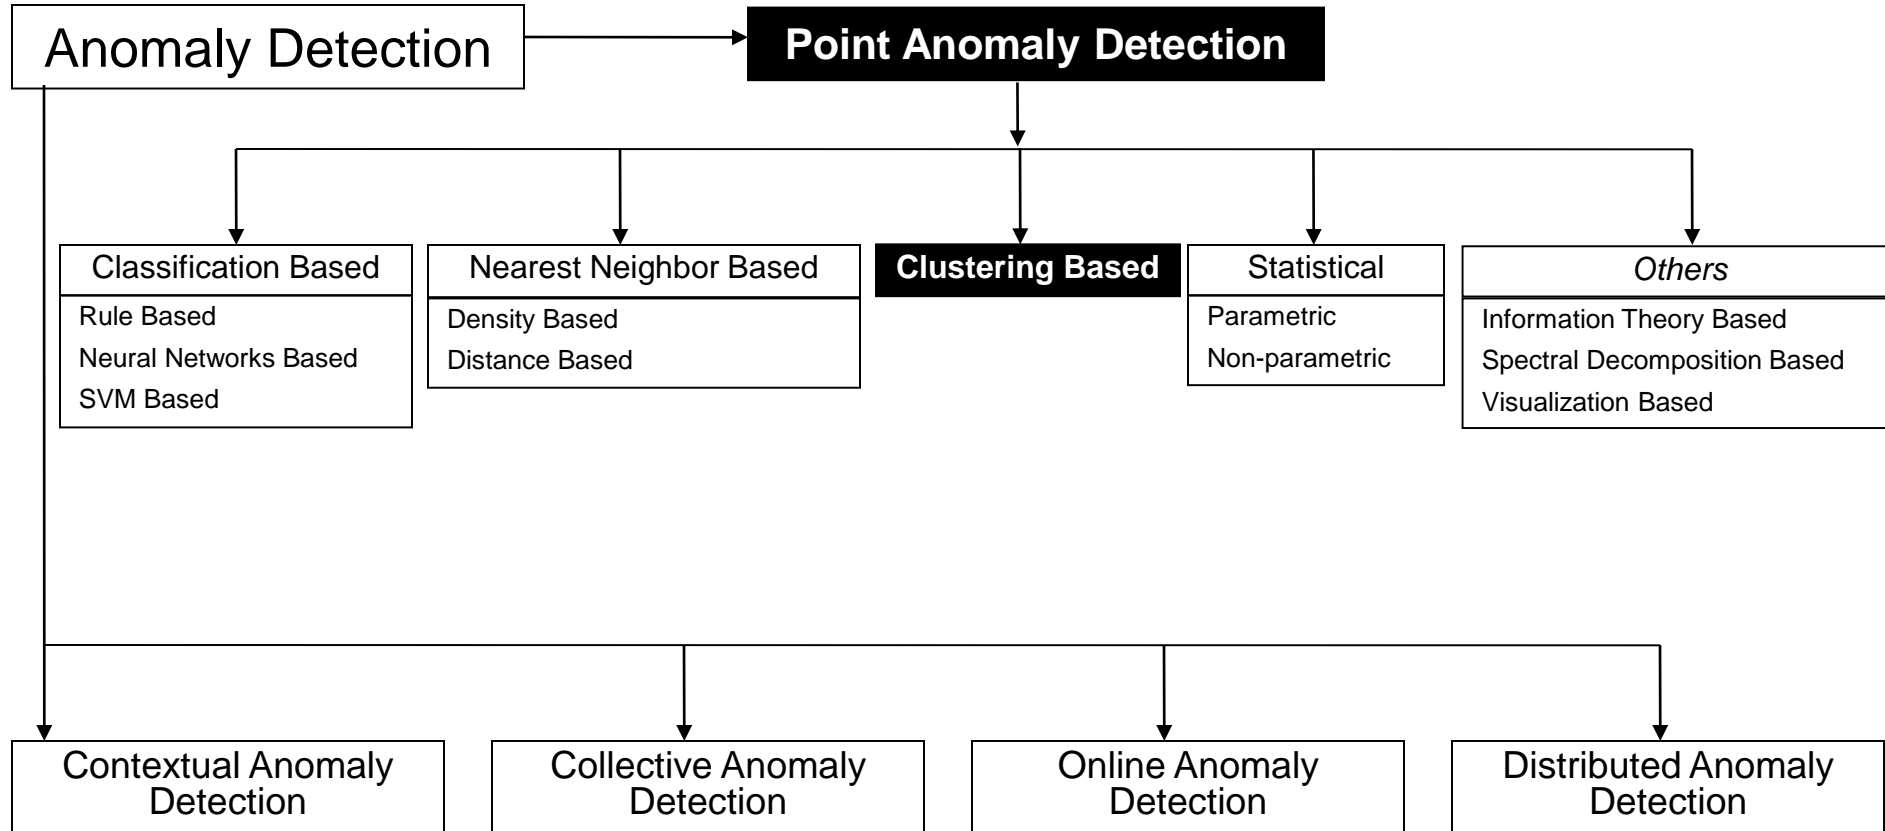 Anomaly Detection
Point Anomaly Detection
Classification Based
Rule Based
Neural Networks Based
SVM Based
Nearest Neighbor Based
Density Based
Distance Based
Clustering Based
Statistical
Parametric
Non-parametric
Others
Information Theory Based
Spectral Decomposition Based
Visualization Based
Contextual Anomaly
Detection
Collective Anomaly
Detection
Online Anomaly
Detection
Distributed Anomaly
Detection